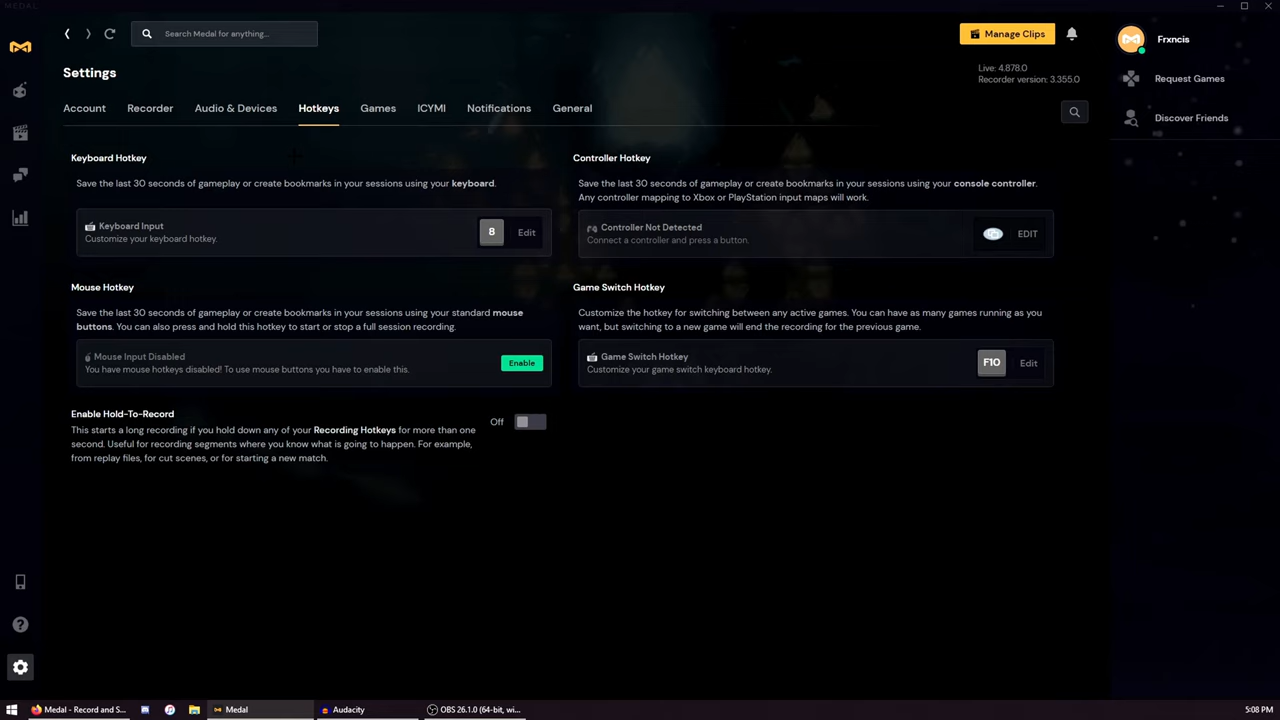 MEDAL
Search Medal for anything...
Manage Clips
Frxncis
Settings
Live: 4.878.0
Recorder version: 3.355.0
Request Games
Account
Recorder
Audio & Devices
Hotkeys
Games
ICYMI
Notifications
General
Discover Friends
Keyboard Hotkey
Save the last 30 seconds of gameplay or create bookmarks in your sessions using your keyboard.
Keyboard Input
Customize your keyboard hotkey.
8
Edit
Controller Hotkey
Save the last 30 seconds of gameplay or create bookmarks in your sessions using your console controller.
Any controller mapping to Xbox or PlayStation input maps will work.
Controller Not Detected
Connect a controller and press a button.
EDIT
Mouse Hotkey
Save the last 30 seconds of gameplay or create bookmarks in your sessions using your standard mouse
buttons. You can also press and hold this hotkey to start or stop a full session recording.
Mouse Input Disabled
You have mouse hotkeys disabled! To use mouse buttons you have to enable this.
Enable
Game Switch Hotkey
Customize the hotkey for switching between any active games. You can have as many games running as you
want, but switching to a new game will end the recording for the previous game.
Game Switch Hotkey
Customize your game switch keyboard hotkey.
F10
Edit
Enable Hold-To-Record
This starts a long recording if you hold down any of your Recording Hotkeys for more than one
second. Useful for recording segments where you know what is going to happen. For example,
from replay files, for cut scenes, or for starting a new match.
Off
Medal - Record and S...
Medal
Audacity
OBS 26.1.0 (64-bit, wi...
5:08 PM